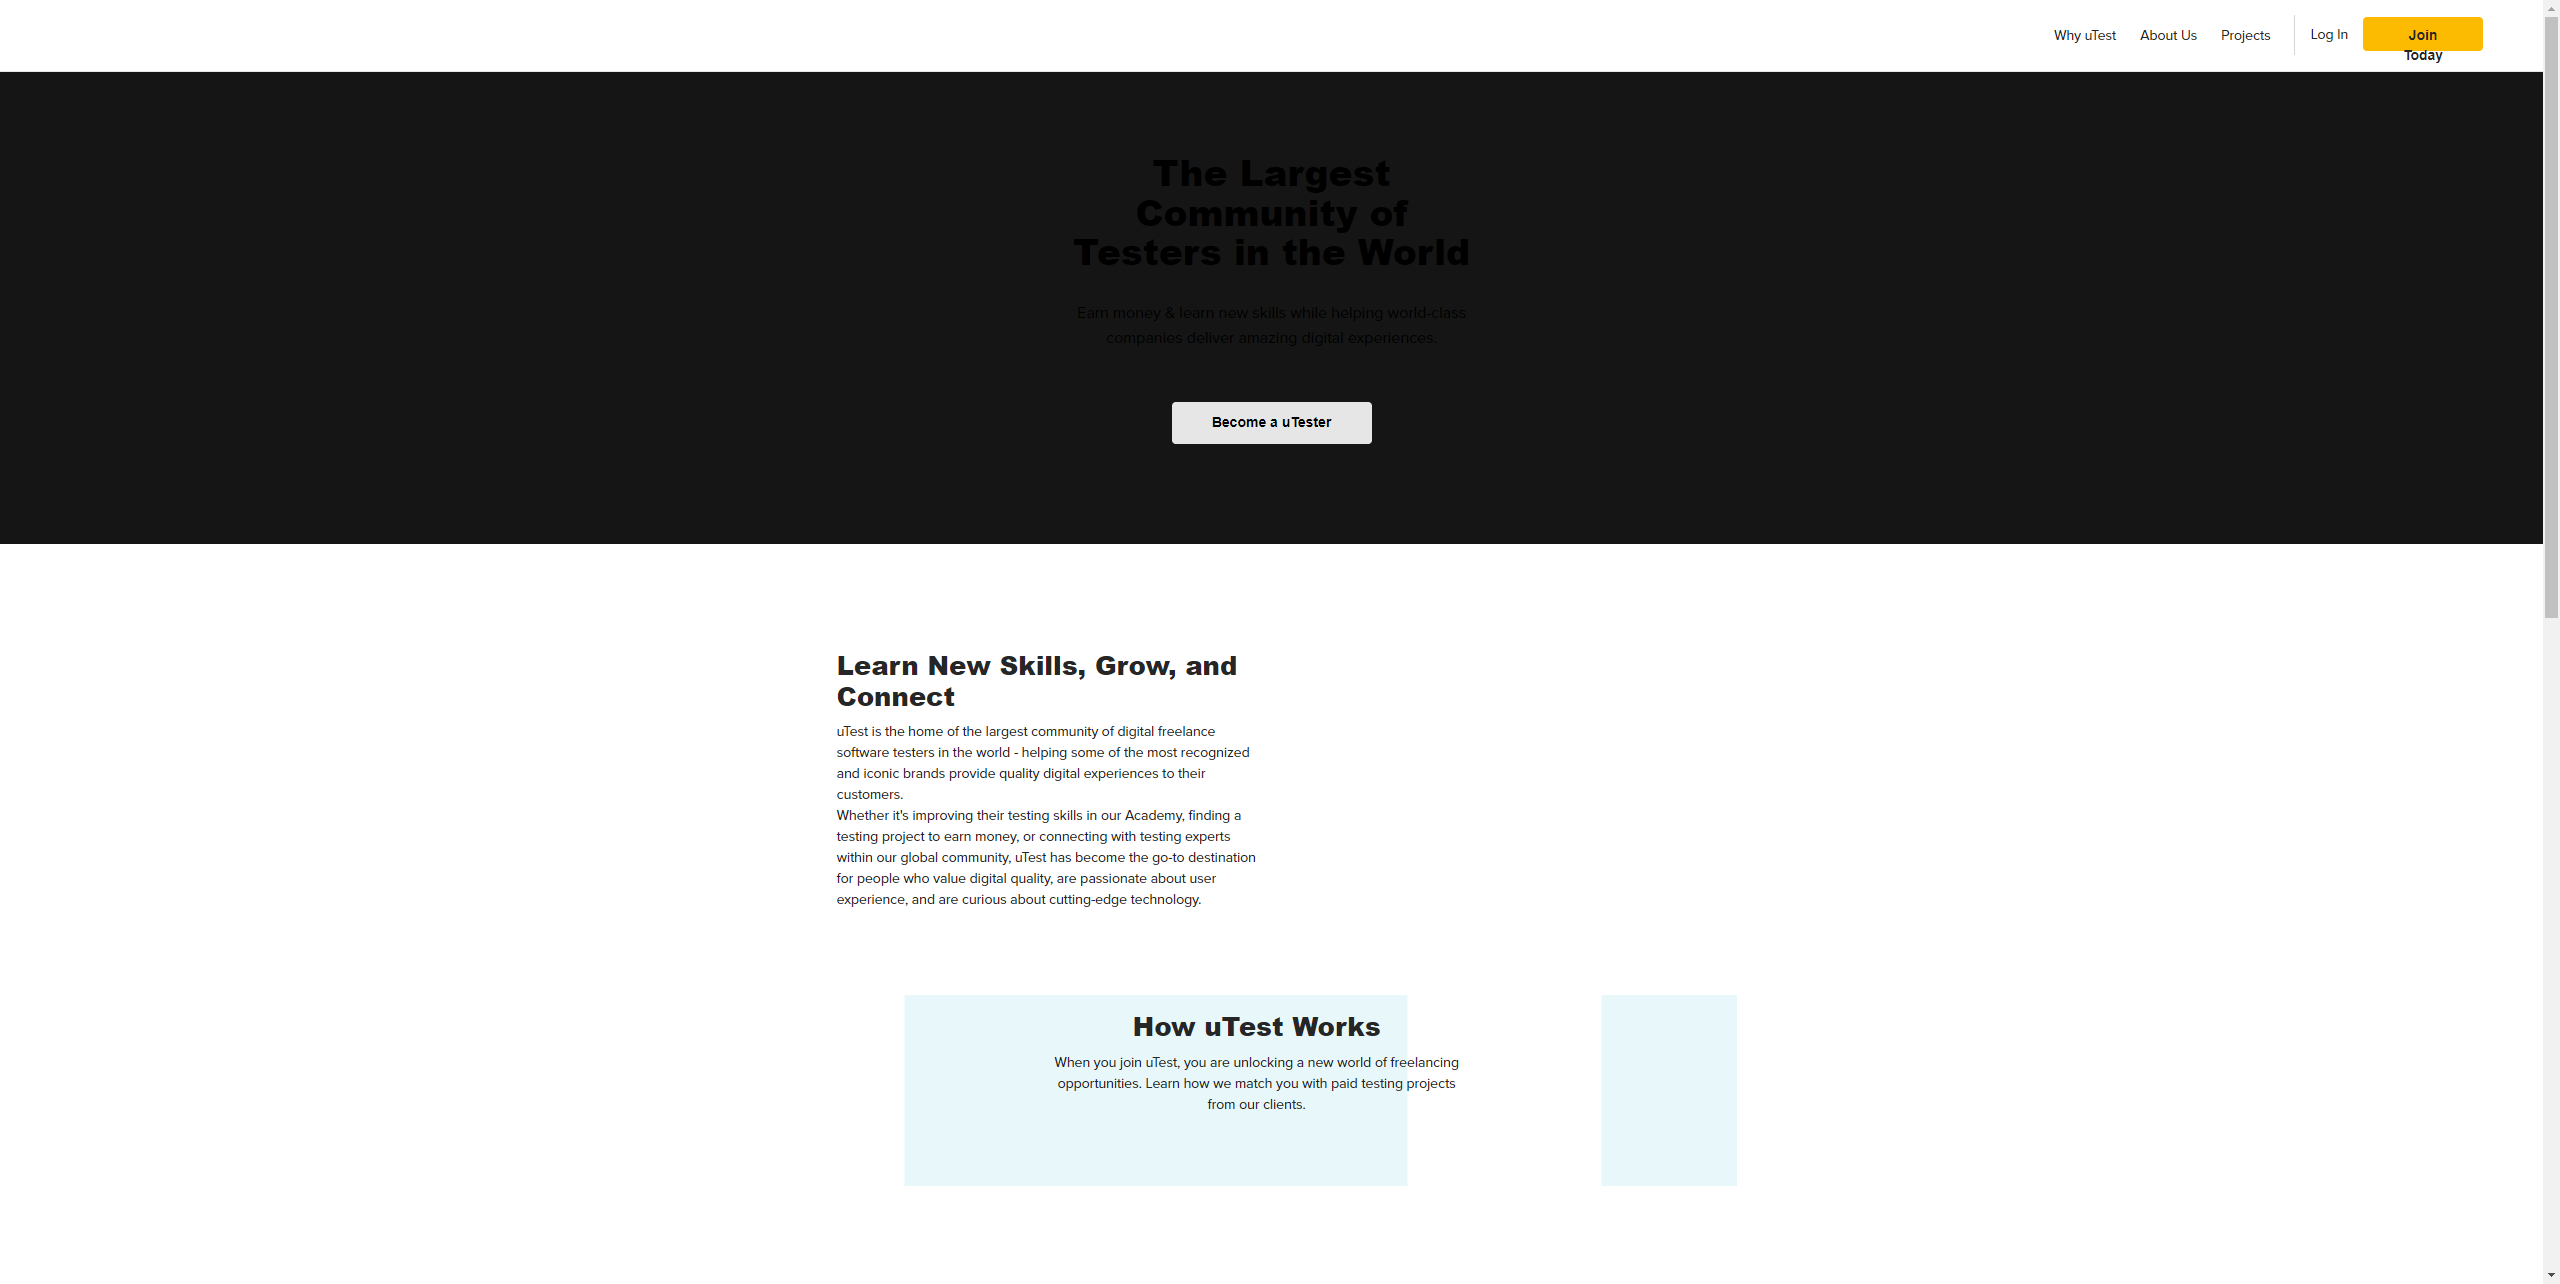 Why uTest About Us Projects Log In Join
Today
The Largest
Community of
Testers in the World
Earn money & learn new skills while helping world-class
companies deliver amazing digital experiences.
Become a uTester
Learn New Skills, Grow, and
Connect
uTest is the home of the largest community of digital freelance
software testers in the world - helping some of the most recognized
and iconic brands provide quality digital experiences to their
customers.
Whether it's improving their testing skills in our Academy, finding a
testing project to earn money, or connecting with testing experts
within our global community, uTest has become the go-to destination
for people who value digital quality, are passionate about user
experience, and are curious about cutting-edge technology.
How uTest Works
When you join uTest, you are unlocking a new world of freelancing
opportunities. Learn how we match you with paid testing projects
from our clients.